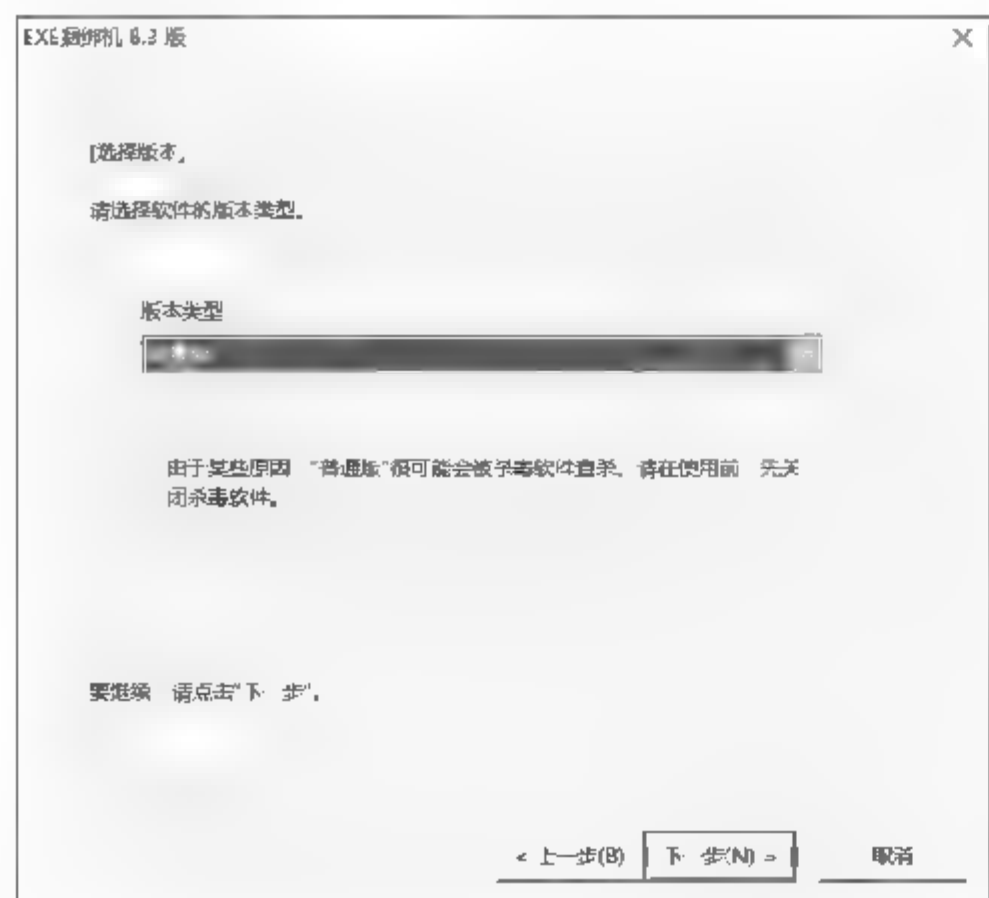 EXE捆绑机 8.3 版
[选择版本]
请选择软件的版本类型。
版本类型
由于某些原因 "普通版"很可能会被杀毒软件查杀。请在使用前 先关
闭杀毒软件。
要继续 请点击"下一步"。
< 上一步(B)
下一步(N) >
取消